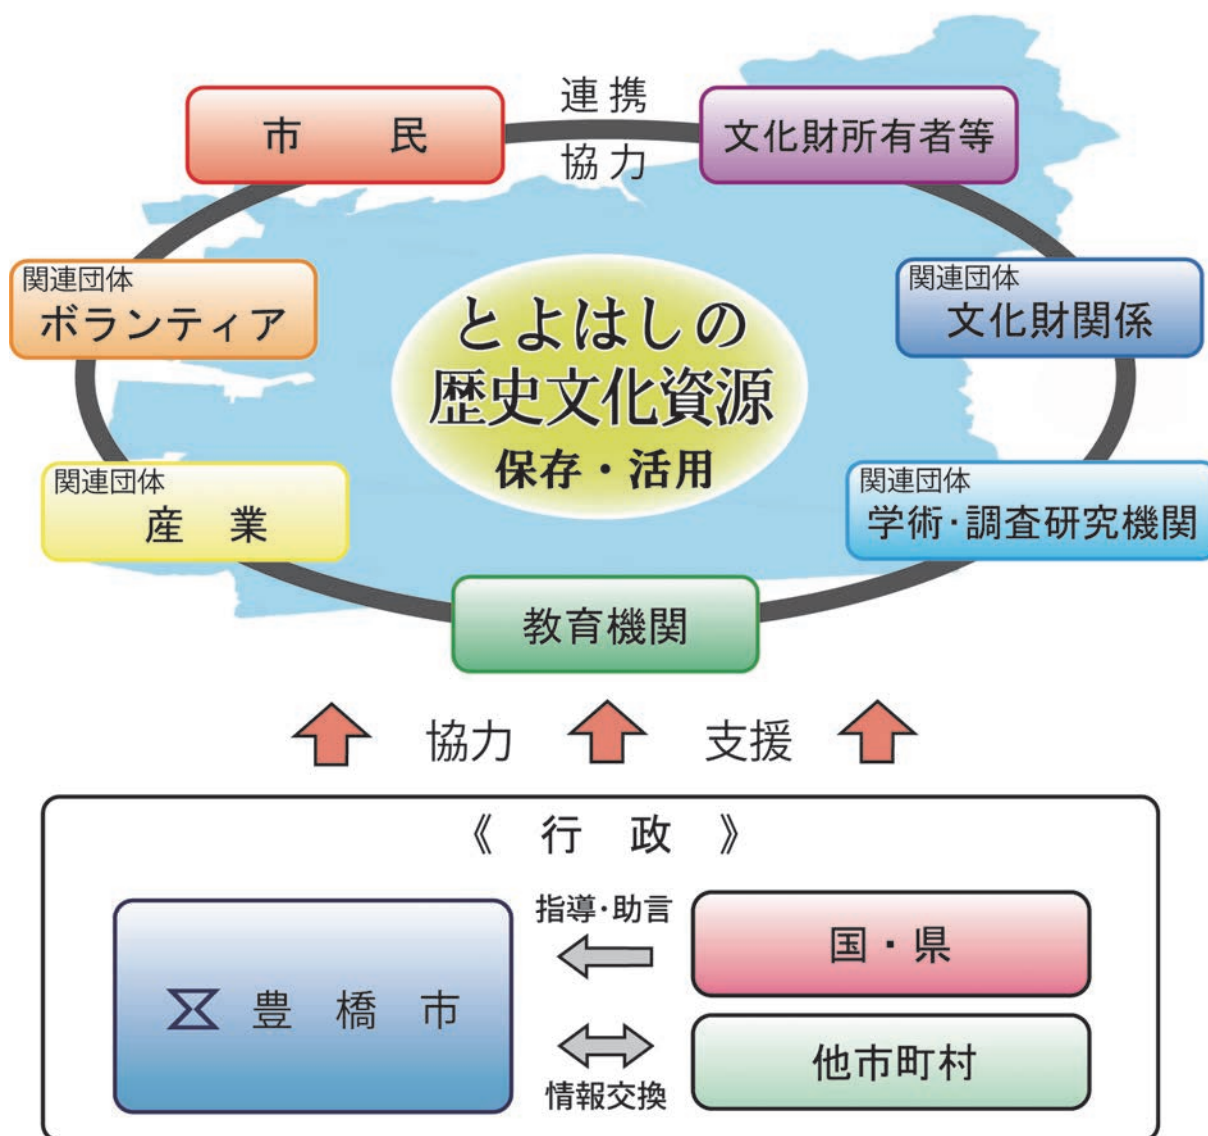 連携
協力
市 民
文化財所有者等
関連団体
ボランティア
関連団体
文化財関係
とよはしの
歴史文化資源
保存・活用
関連団体
産 業
関連団体
学術・調査研究機関
教育機関
協力 支援
《 行 政 》
豊 橋 市
指導・助言
国・県
他市町村
情報交換